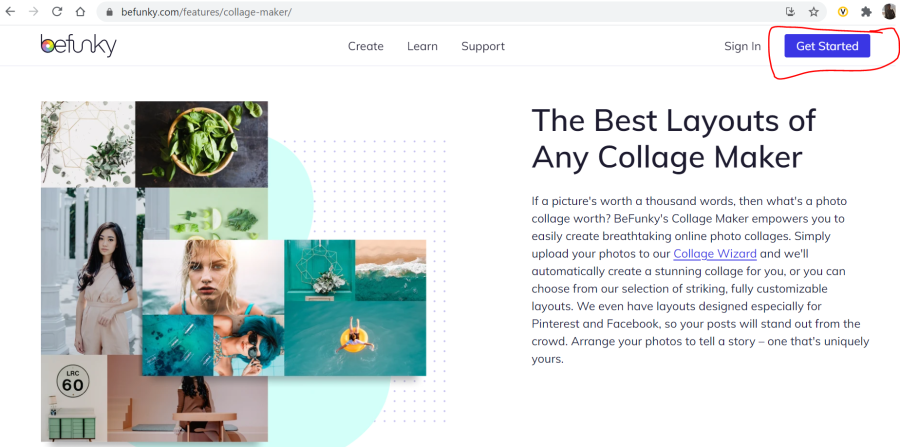 befunky.com/features/collage-maker/
befunky
Create Learn Support
Sign In Get Started
The Best Layouts of
Any Collage Maker
If a picture's worth a thousand words, then what's a photo
collage worth? BeFunky's Collage Maker empowers you to
easily create breathtaking online photo collages. Simply
upload your photos to our Collage Wizard and we'll
automatically create a stunning collage for you, or you can
choose from our selection of striking, fully customizable
layouts. We even have layouts designed especially for
Pinterest and Facebook, so your posts will stand out from the
crowd. Arrange your photos to tell a story – one that's uniquely
yours.
LRC
60